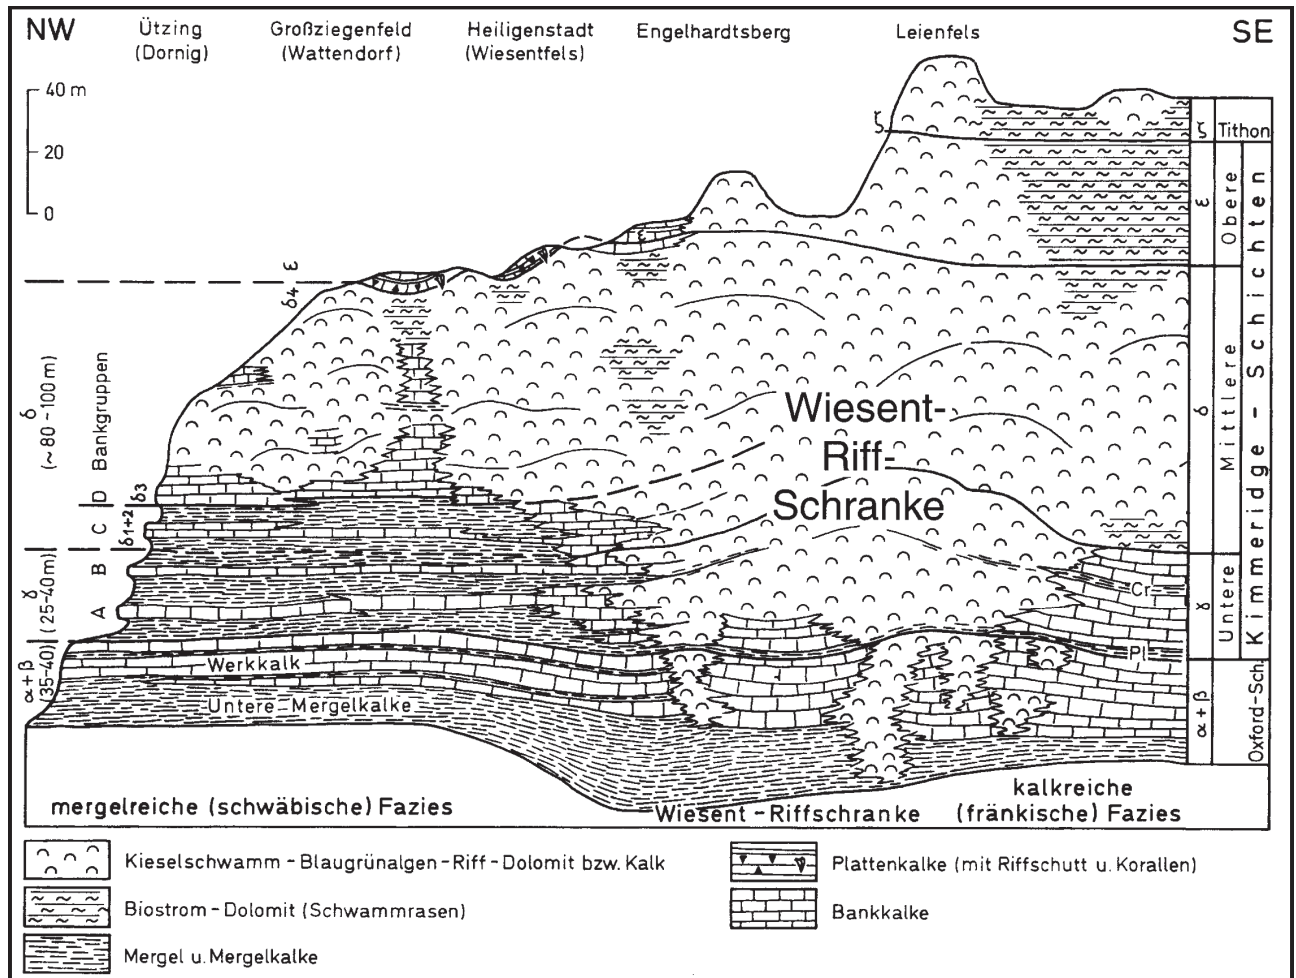 NW
Ützing
(Dornig)
Großziegenfeld
(Wattendorf)
Heiligenstadt
(Wiesentfels)
Engelhardtsberg
Leienfels
SE
40 m
20
0
ζ
ζ
Tithon
ε
Obere
ε
ε
δ4
δ
(~80-100m)
Bankgruppen
D
δ3
C
δ1+2
B
A
γ
(25-40m)
α+β
(35-40)
Wiesent-
Riff-
Schranke
δ
Mittlere
Kimmeridge - Schichten
Cr
γ
Untere
Pl
Werkkalk
Untere-Mergelkalke
α+β
Oxford-Sch.
mergelreiche (schwäbische) Fazies
Wiesent-Riffschranke
kalkreiche
(fränkische) Fazies
Kieselschwamm-Blaugrünalgen-Riff-Dolomit bzw. Kalk
Biostrom-Dolomit (Schwammrasen)
Mergel u. Mergelkalke
Plattenkalke (mit Riffschutt u. Korallen)
Bankkalke